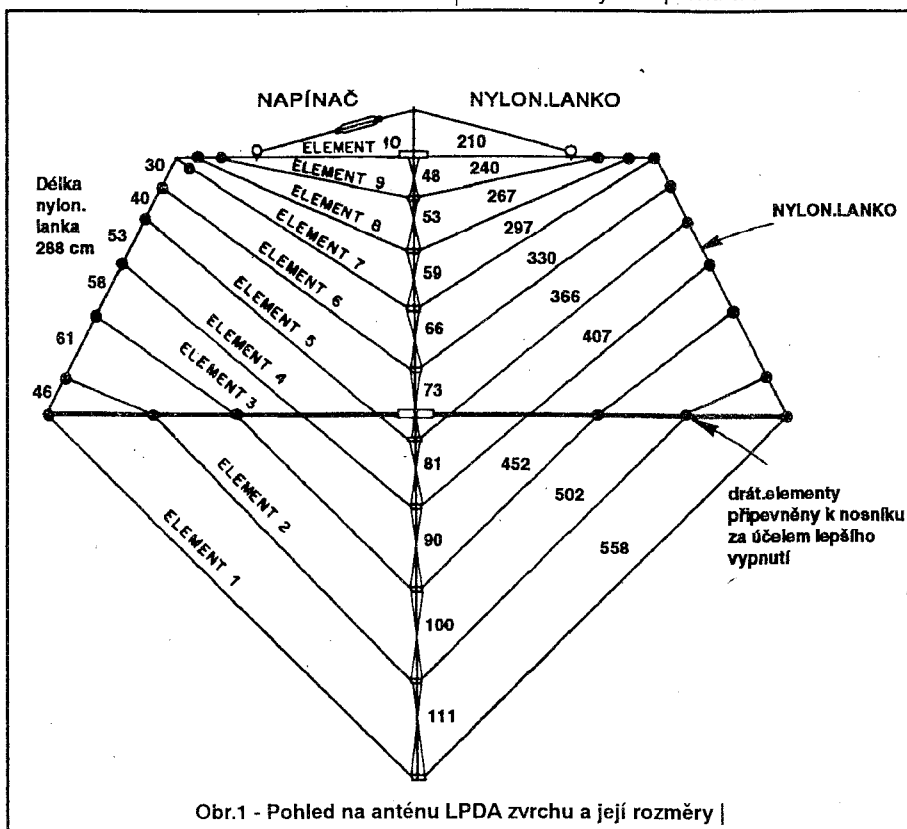 NAPÍNAČ
NYLON.LANKO
ELEMENT 10
210
30
ELEMENT 9
48
240
Délka
nylon.
lanka
288 cm
40
ELEMENT 8
53
267
53
ELEMENT 7
59
297
NYLON.LANKO
58
ELEMENT 6
66
330
61
ELEMENT 5
73
366
46
ELEMENT 4
407
ELEMENT 3
81
452
ELEMENT 2
90
502
drát.elementy
připevněny k nosníku
za účelem lepšího
vypnutí
ELEMENT 1
100
558
111
Obr.1 - Pohled na anténu LPDA zvrchu a její rozměry